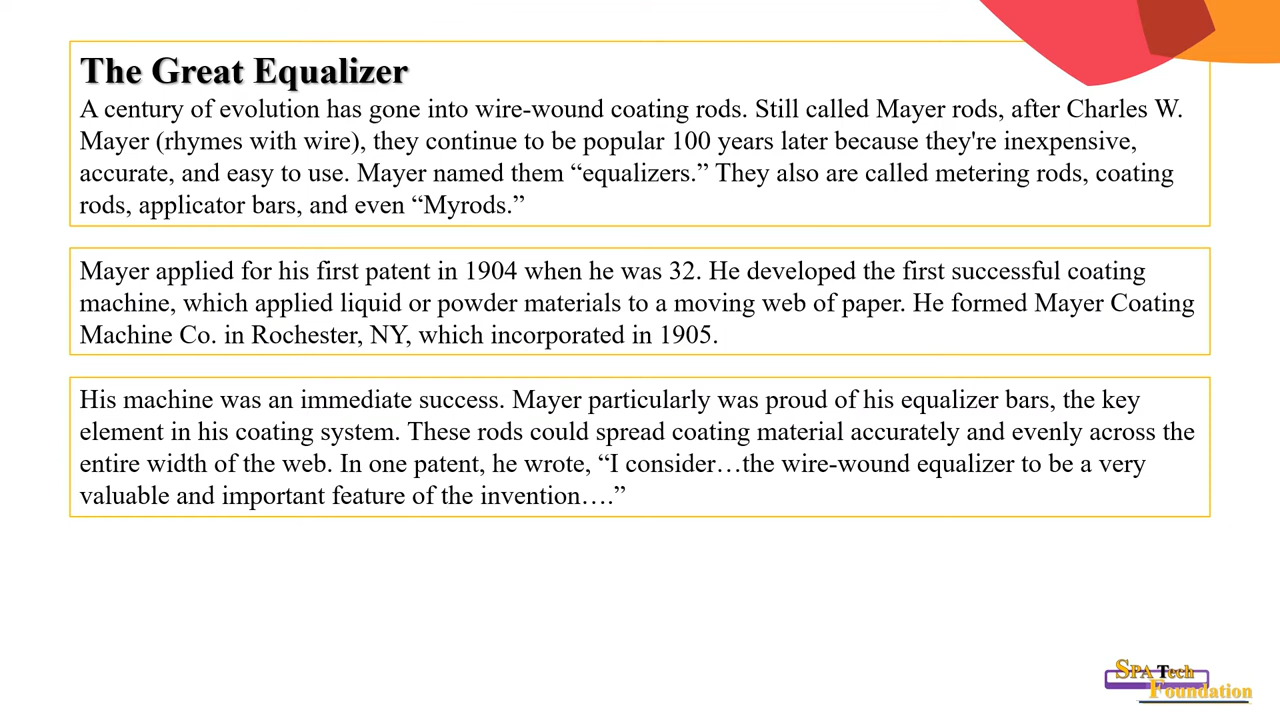 The Great Equalizer
A century of evolution has gone into wire-wound coating rods. Still called Mayer rods, after Charles W.
Mayer (rhymes with wire), they continue to be popular 100 years later because they're inexpensive,
accurate, and easy to use. Mayer named them “equalizers.” They also are called metering rods, coating
rods, applicator bars, and even “Myrods.”
Mayer applied for his first patent in 1904 when he was 32. He developed the first successful coating
machine, which applied liquid or powder materials to a moving web of paper. He formed Mayer Coating
Machine Co. in Rochester, NY, which incorporated in 1905.
His machine was an immediate success. Mayer particularly was proud of his equalizer bars, the key
element in his coating system. These rods could spread coating material accurately and evenly across the
entire width of the web. In one patent, he wrote, “I consider…the wire-wound equalizer to be a very
valuable and important feature of the invention….”
SPA Tech
Foundation